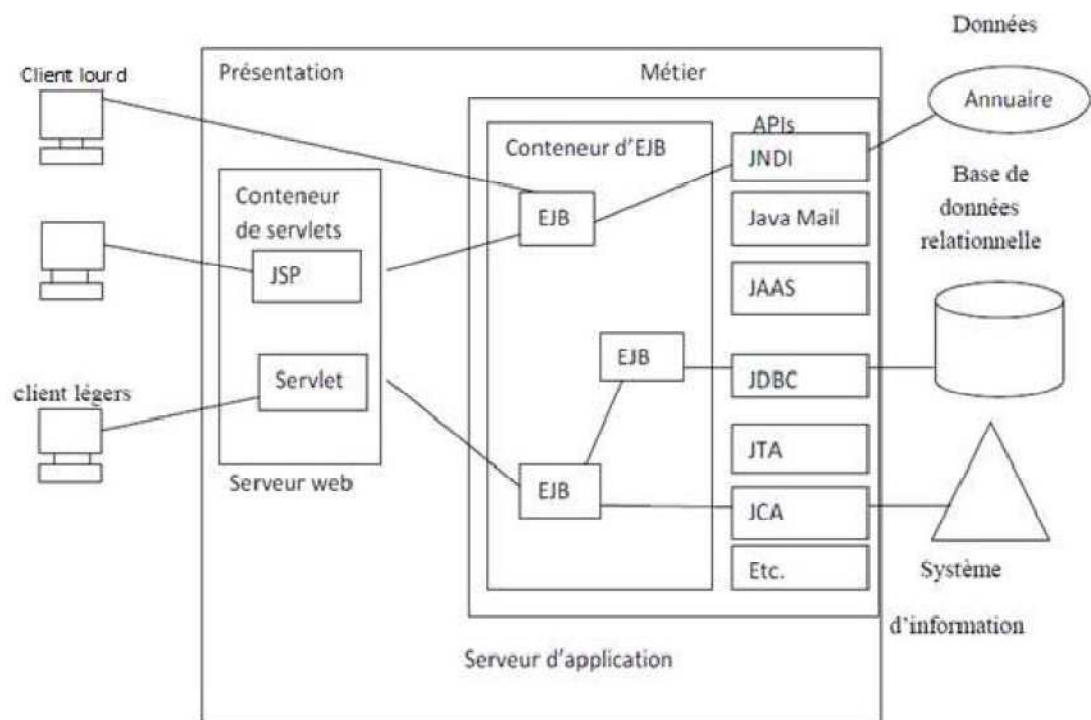 Données
Client lourd
Présentation
Métier
Annuaire
APIs
Conteneur d'EJB
JNDI
Conteneur
de servlets
EJB
Java Mail
Base de
données
relationnelle
JSP
JAAS
EJB
JDBC
client légers
Servlet
JTA
Serveur web
EJB
JCA
Etc.
Système
d'information
Serveur d'application